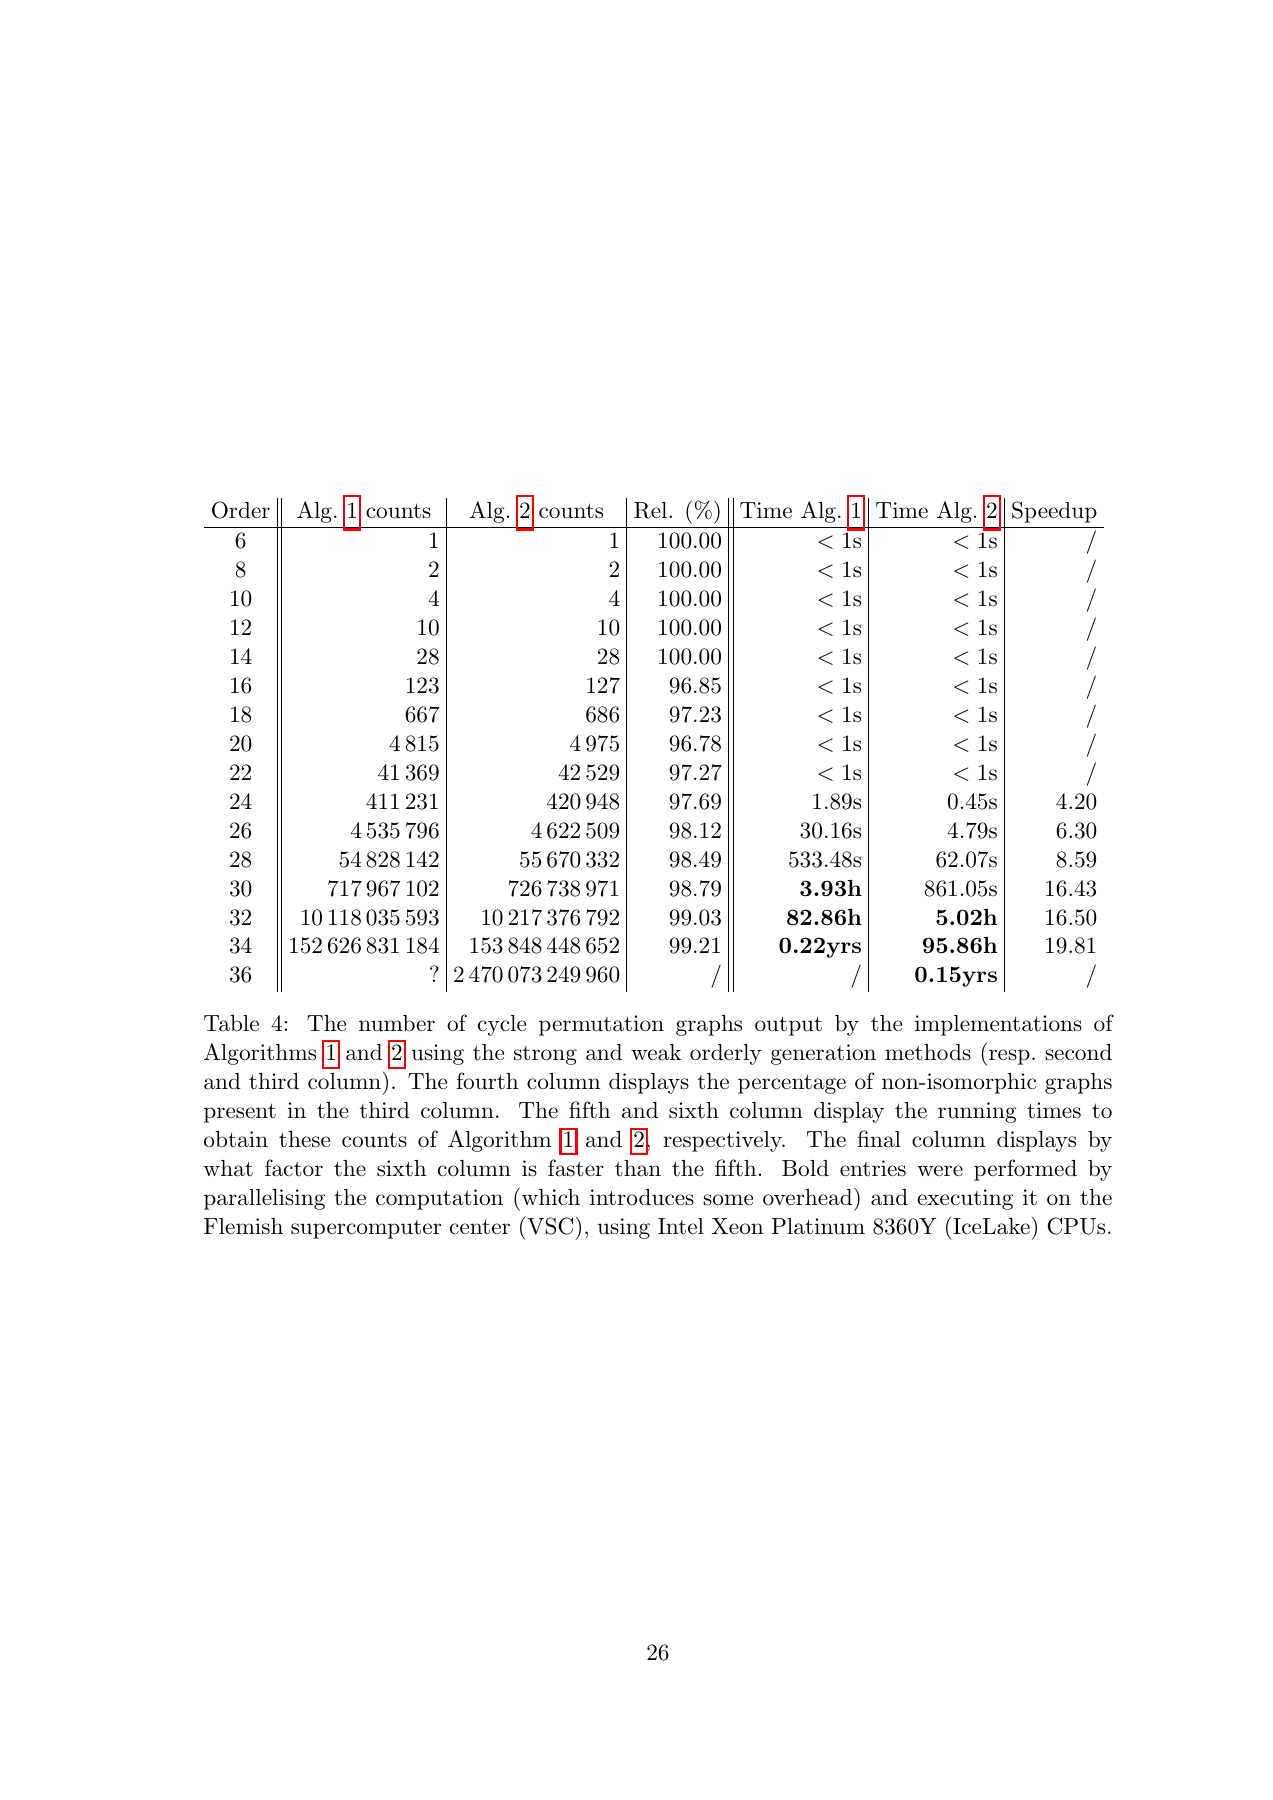 Order Alg. 1 counts Alg. 2 counts Rel. (%) Time Alg. 1 Time Alg. 2 Speedup
6 1 1 100.00 < 1s < 1s /
8 2 2 100.00 < 1s < 1s /
10 4 4 100.00 < 1s < 1s /
12 10 10 100.00 < 1s < 1s /
14 28 28 100.00 < 1s < 1s /
16 123 127 96.85 < 1s < 1s /
18 667 686 97.23 < 1s < 1s /
20 4 815 4 975 96.78 < 1s < 1s /
22 41 369 42 529 97.27 < 1s < 1s /
24 411 231 420 948 97.69 1.89s 0.45s 4.20
26 4 535 796 4 622 509 98.12 30.16s 4.79s 6.30
28 54 828 142 55 670 332 98.49 533.48s 62.07s 8.59
30 717 967 102 726 738 971 98.79 3.93h 861.05s 16.43
32 10 118 035 593 10 217 376 792 99.03 82.86h 5.02h 16.50
34 152 626 831 184 153 848 448 652 99.21 0.22yrs 95.86h 19.81
36 ? 2 470 073 249 960 / / 0.15yrs /
Table 4: The number of cycle permutation graphs output by the implementations of
Algorithms 1 and 2 using the strong and weak orderly generation methods (resp. second
and third column). The fourth column displays the percentage of non-isomorphic graphs
present in the third column. The fifth and sixth column display the running times to
obtain these counts of Algorithm 1 and 2, respectively. The final column displays by
what factor the sixth column is faster than the fifth. Bold entries were performed by
parallelising the computation (which introduces some overhead) and executing it on the
Flemish supercomputer center (VSC), using Intel Xeon Platinum 8360Y (IceLake) CPUs.
26